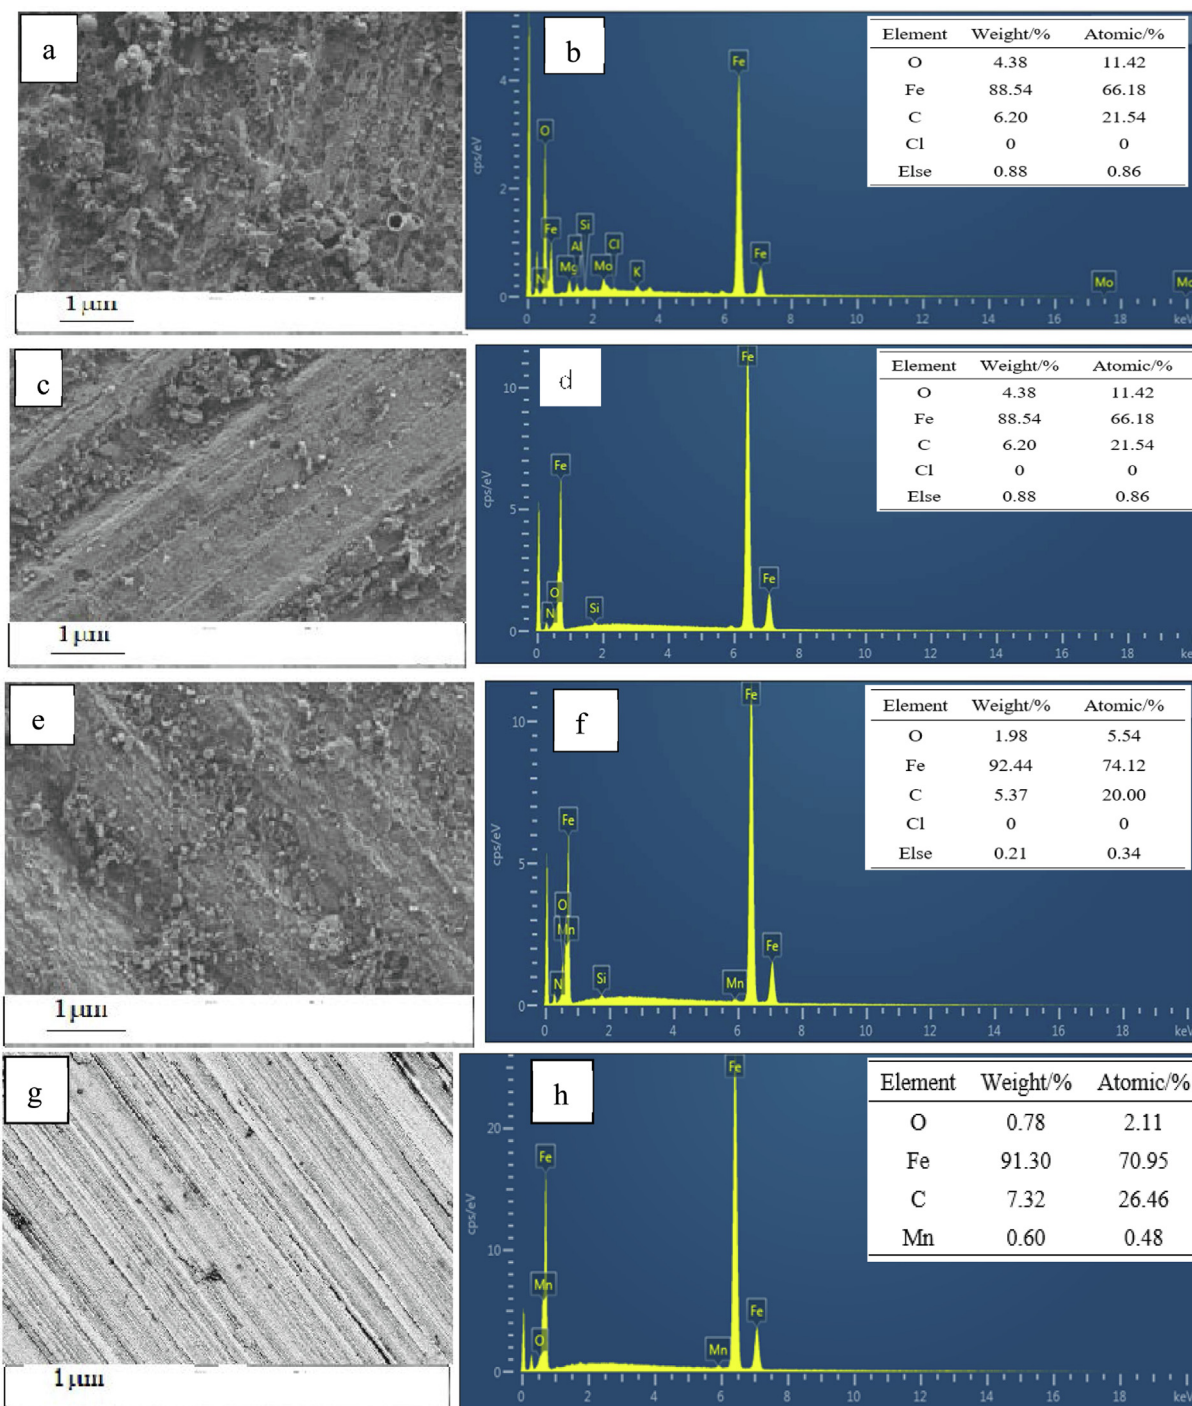 a
1 µm
b
cps/eV
4
2
0
Fe
O
Fe
Si
Al
Cl
Mg
Mo
K
N
Fe
Mo
Mo
0 2 4 6 8 10 12 14 16 18 keV
Element Weight/% Atomic/%
O 4.38 11.42
Fe 88.54 66.18
C 6.20 21.54
Cl 0 0
Else 0.88 0.86
c
1 µm
d
cps/eV
10
5
0
Fe
Fe
O
N
Si
Fe
0 2 4 6 8 10 12 14 16 18 ke
Element Weight/% Atomic/%
O 4.38 11.42
Fe 88.54 66.18
C 6.20 21.54
Cl 0 0
Else 0.88 0.86
e
1 µm
f
cps/eV
10
5
0
Fe
Fe
O
Mn
N
Si
Mn
Fe
0 2 4 6 8 10 12 14 16 18 ke
Element Weight/% Atomic/%
O 1.98 5.54
Fe 92.44 74.12
C 5.37 20.00
Cl 0 0
Else 0.21 0.34
g
1 µm
h
cps/eV
20
10
0
Fe
Fe
Mn
O
Mn
Fe
0 2 4 6 8 10 12 14 16 18 keV
Element Weight/% Atomic/%
O 0.78 2.11
Fe 91.30 70.95
C 7.32 26.46
Mn 0.60 0.48